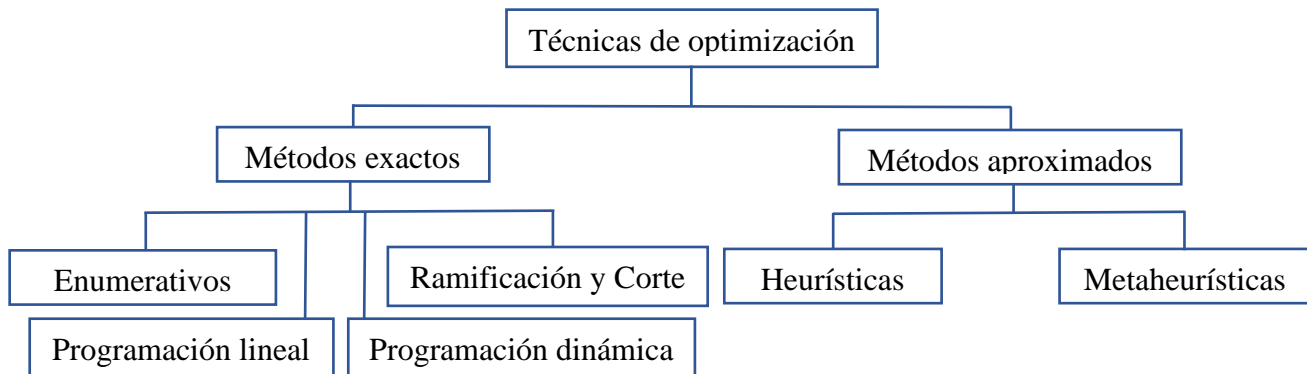 Técnicas de optimización
Métodos exactos
Métodos aproximados
Enumerativos
Ramificación y Corte
Heurísticas
Metaheurísticas
Programación lineal
Programación dinámica